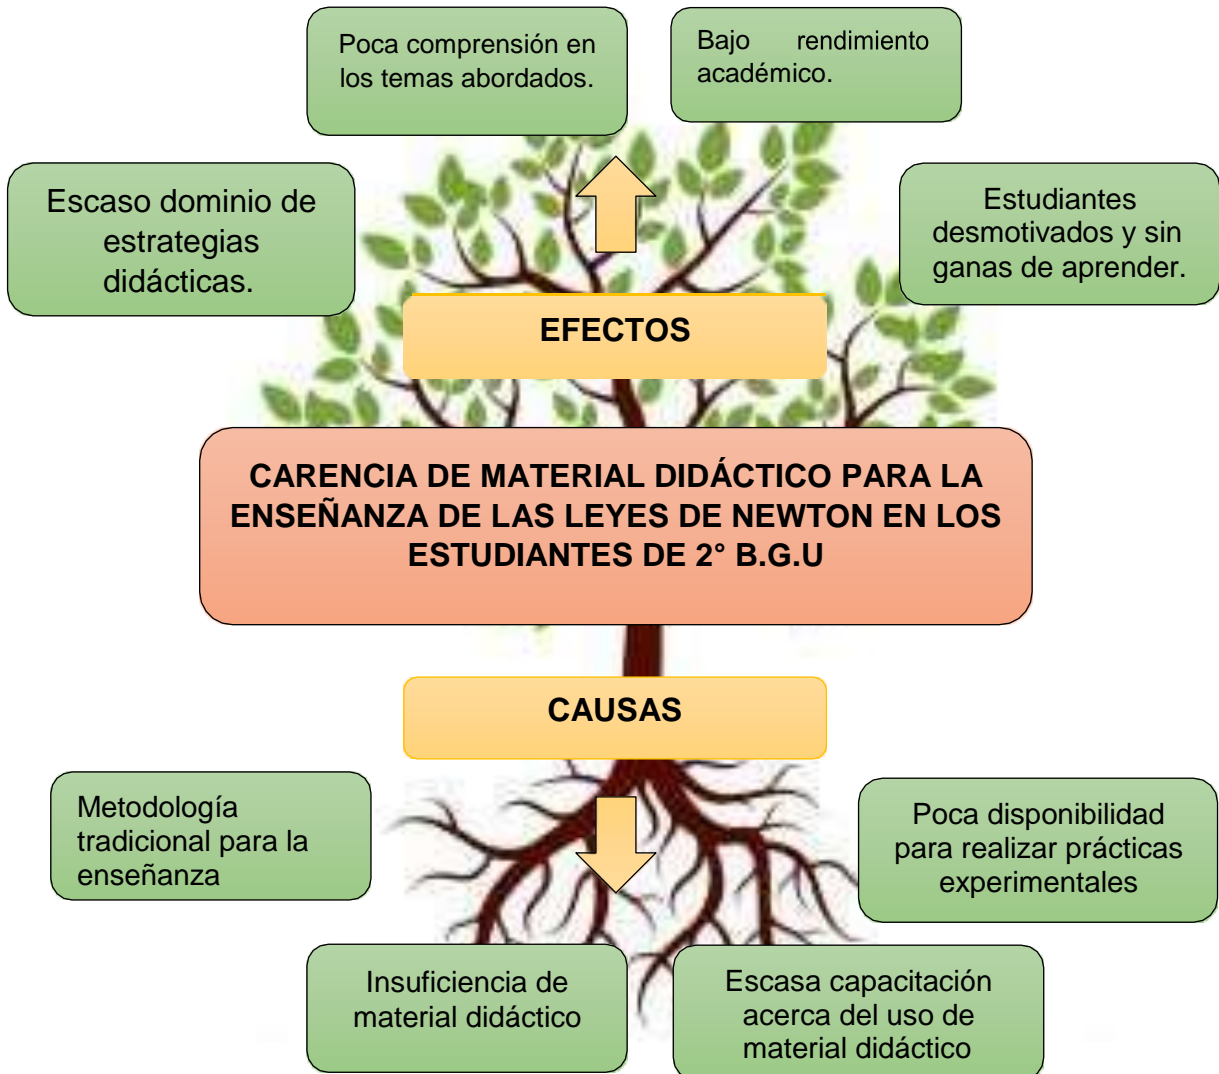 Poca comprensión en
los temas abordados.
Bajo rendimiento
académico.
Escaso dominio de
estrategias
didácticas.
Estudiantes
desmotivados y sin
ganas de aprender.
EFECTOS
CARENCIA DE MATERIAL DIDÁCTICO PARA LA
ENSEÑANZA DE LAS LEYES DE NEWTON EN LOS
ESTUDIANTES DE 2° B.G.U
CAUSAS
Metodología
tradicional para la
enseñanza
Poca disponibilidad
para realizar prácticas
experimentales
Insuficiencia de
material didáctico
Escasa capacitación
acerca del uso de
material didáctico